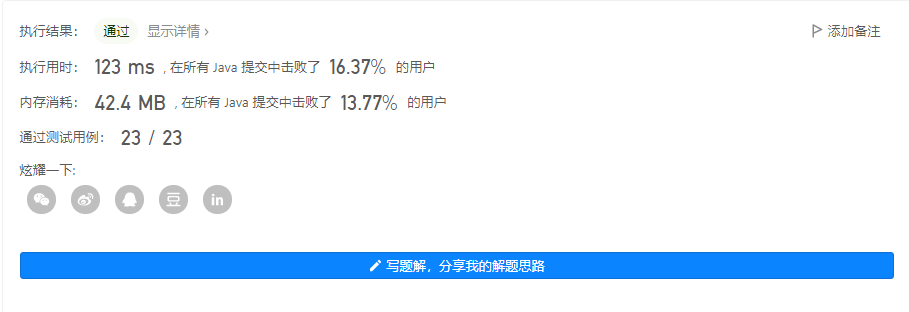 执行结果： 通过 显示详情 › 添加备注
执行用时： 123 ms , 在所有 Java 提交中击败了 16.37% 的用户
内存消耗： 42.4 MB , 在所有 Java 提交中击败了 13.77% 的用户
通过测试用例： 23 / 23
炫耀一下:
豆 in
写题解，分享我的解题思路